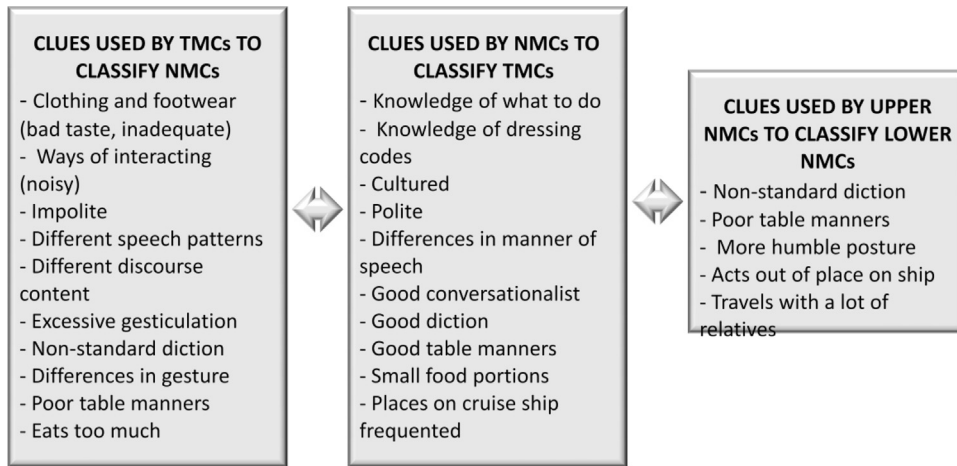 CLUES USED BY TMCs TO
CLASSIFY NMCs
- Clothing and footwear
(bad taste, inadequate)
- Ways of interacting
(noisy)
- Impolite
- Different speech patterns
- Different discourse
content
- Excessive gesticulation
- Non-standard diction
- Differences in gesture
- Poor table manners
- Eats too much
CLUES USED BY NMCs TO
CLASSIFY TMCs
- Knowledge of what to do
- Knowledge of dressing
codes
- Cultured
- Polite
- Differences in manner of
speech
- Good conversationalist
- Good diction
- Good table manners
- Small food portions
- Places on cruise ship
frequented
CLUES USED BY UPPER
NMCs TO CLASSIFY LOWER
NMCs
- Non-standard diction
- Poor table manners
- More humble posture
- Acts out of place on ship
- Travels with a lot of
relatives